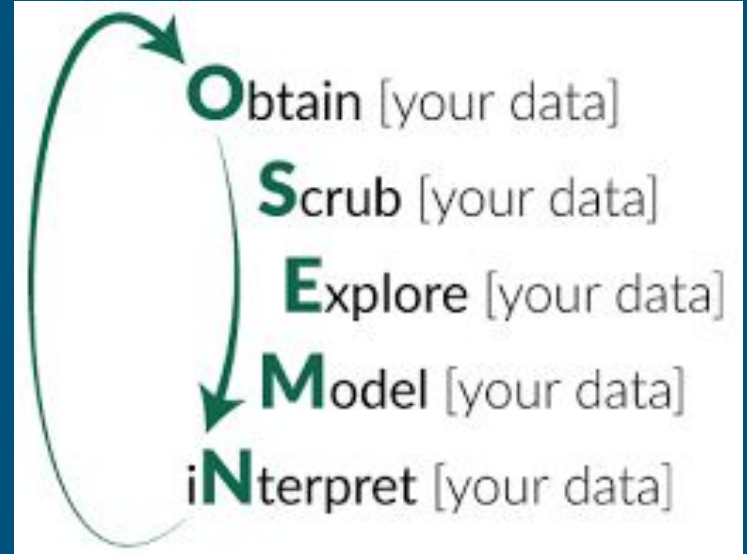 Obtain [your data]
Scrub [your data]
Explore [your data]
Model [your data]
iNterpret [your data]